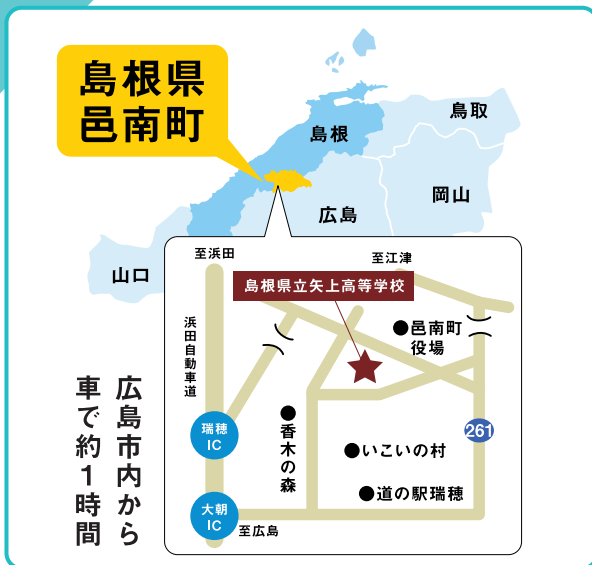 島根県
邑南町
鳥取
島根
岡山
広島
山口
至浜田
至江津
島根県立矢上高等学校
浜田自動車道
●邑南町
役場
瑞穂
IC
●香木の森
261
●いこいの村
●道の駅瑞穂
大朝
IC
至広島
広島市内から
車で約1時間